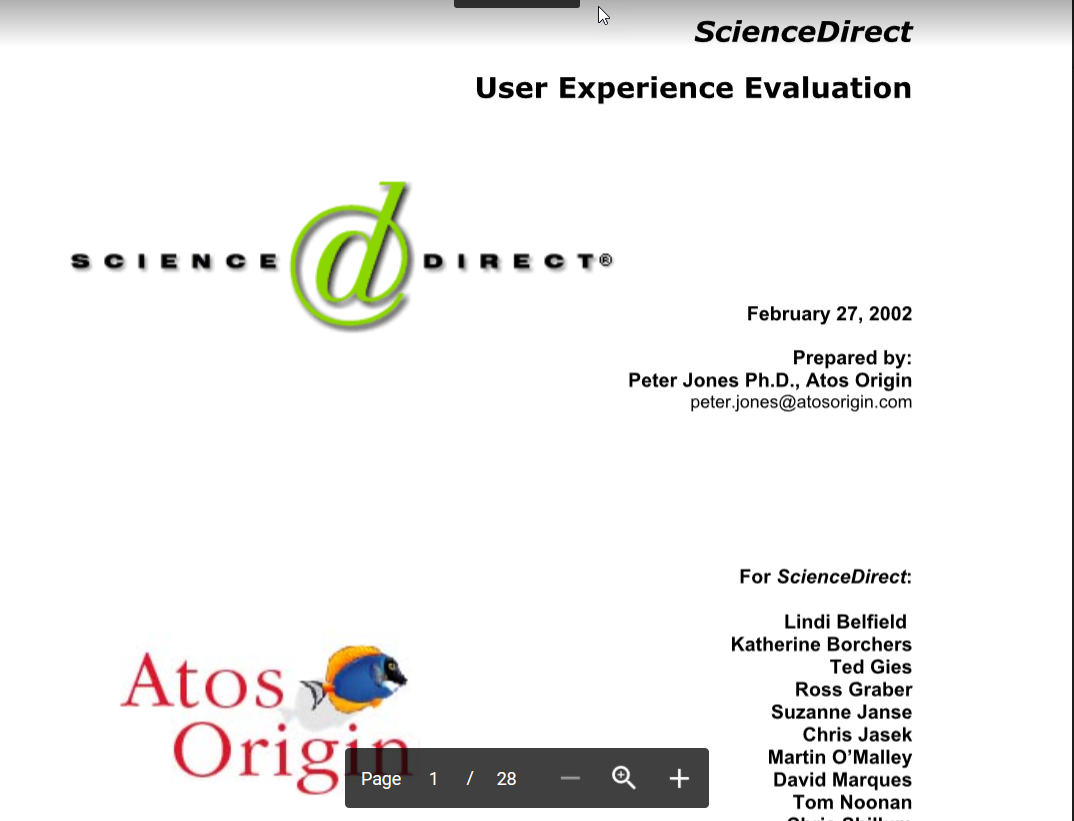 ScienceDirect
User Experience Evaluation
SCIENCE d DIRECT®
February 27, 2002
Prepared by:
Peter Jones Ph.D., Atos Origin
peter.jones@atosorigin.com
For ScienceDirect:
Lindi Belfield
Katherine Borchers
Ted Gies
Ross Graber
Suzanne Janse
Chris Jasek
Martin O’Malley
David Marques
Tom Noonan
Atos
Origin
Page 1 / 28